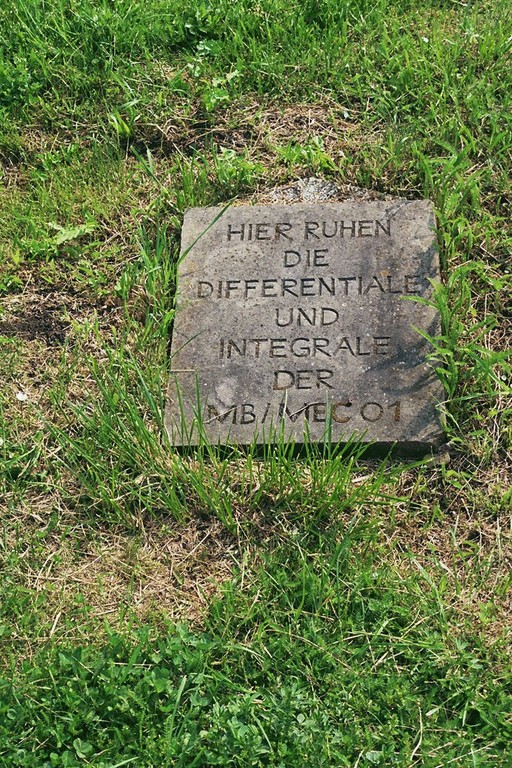 HIER RUHEN
DIE
DIFFERENTIALE
UND
INTEGRALE
DER
MB/MEC01